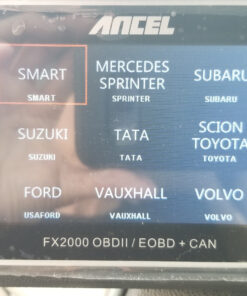 ANCEL
SMART
SMART
MERCEDES
SPRINTER
SPRINTER
SUBARU
SUBARU
SUZUKI
SUZUKI
TATA
TATA
SCION
TOYOTA
TOYOTA
FORD
USAFORD
VAUXHALL
VAUXHALL
VOLVO
VOLVO
FX2000 OBDII / EOBD + CAN